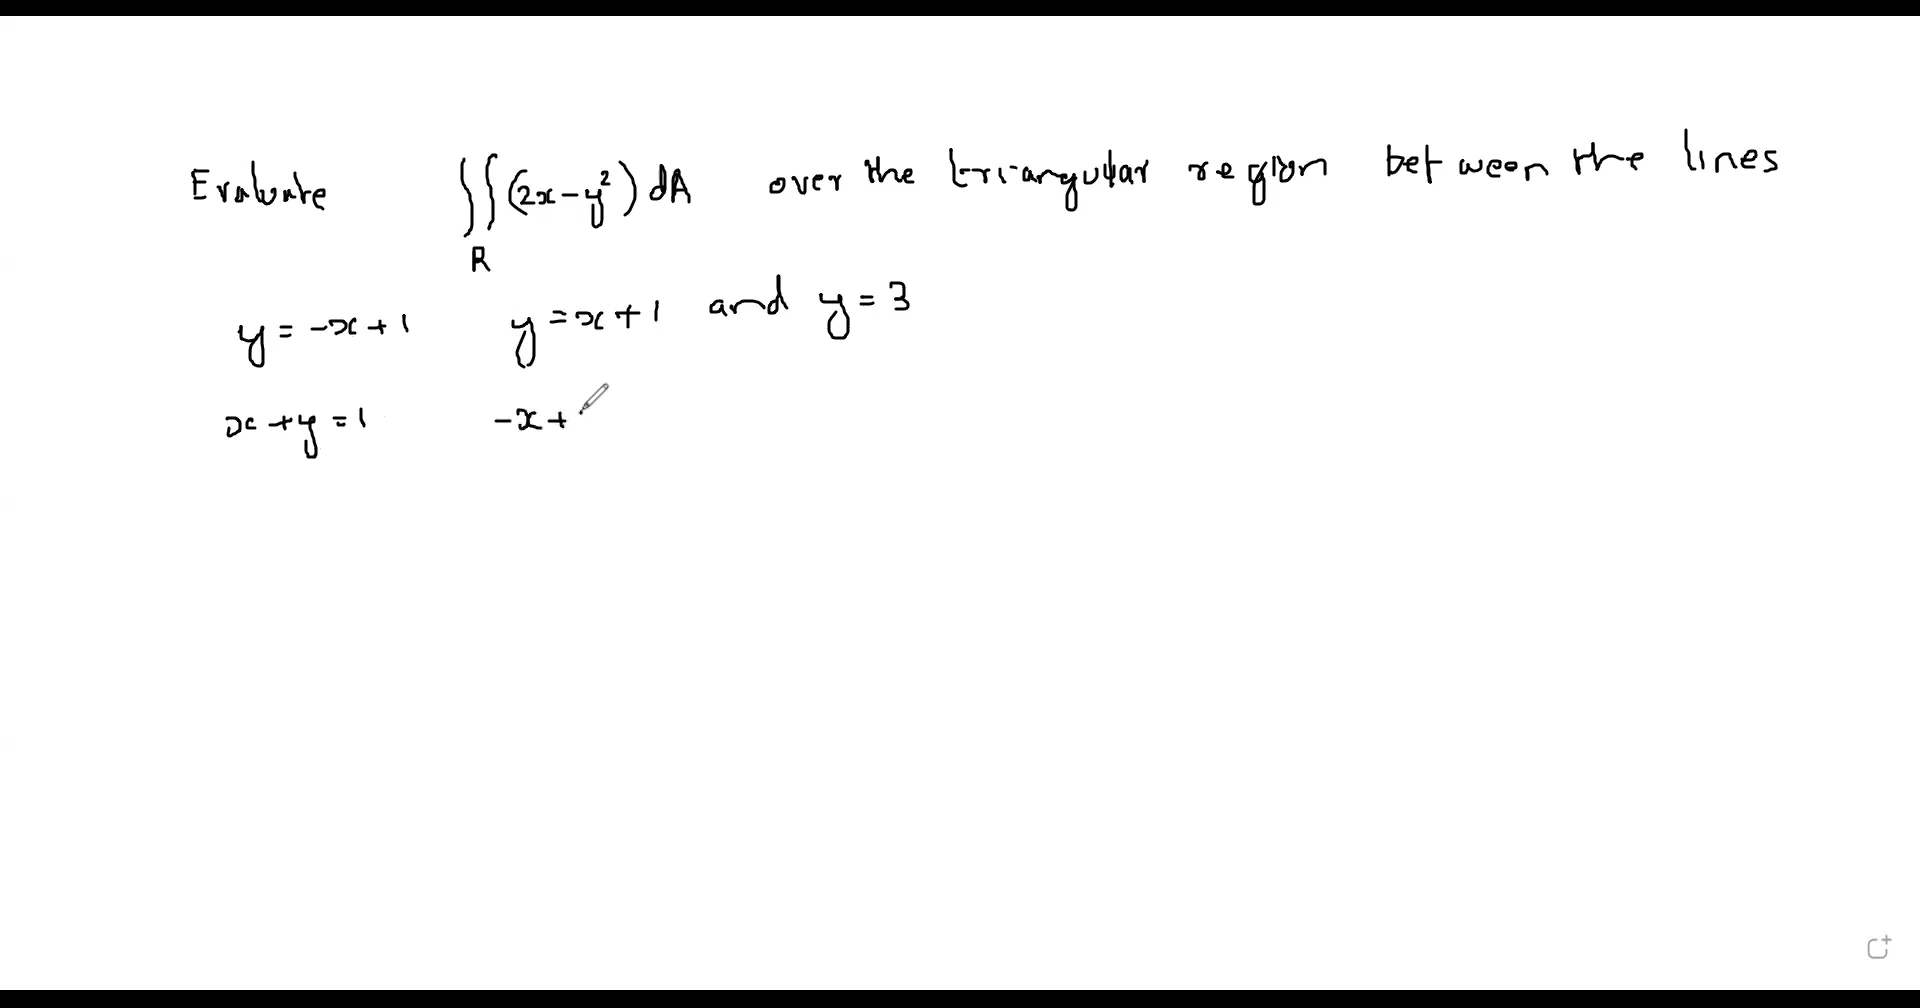 Evaluate ∬_R (2x - y²) dA over the triangular region between the lines
y = -x + 1 y = x + 1 and y = 3
x + y = 1 -x +